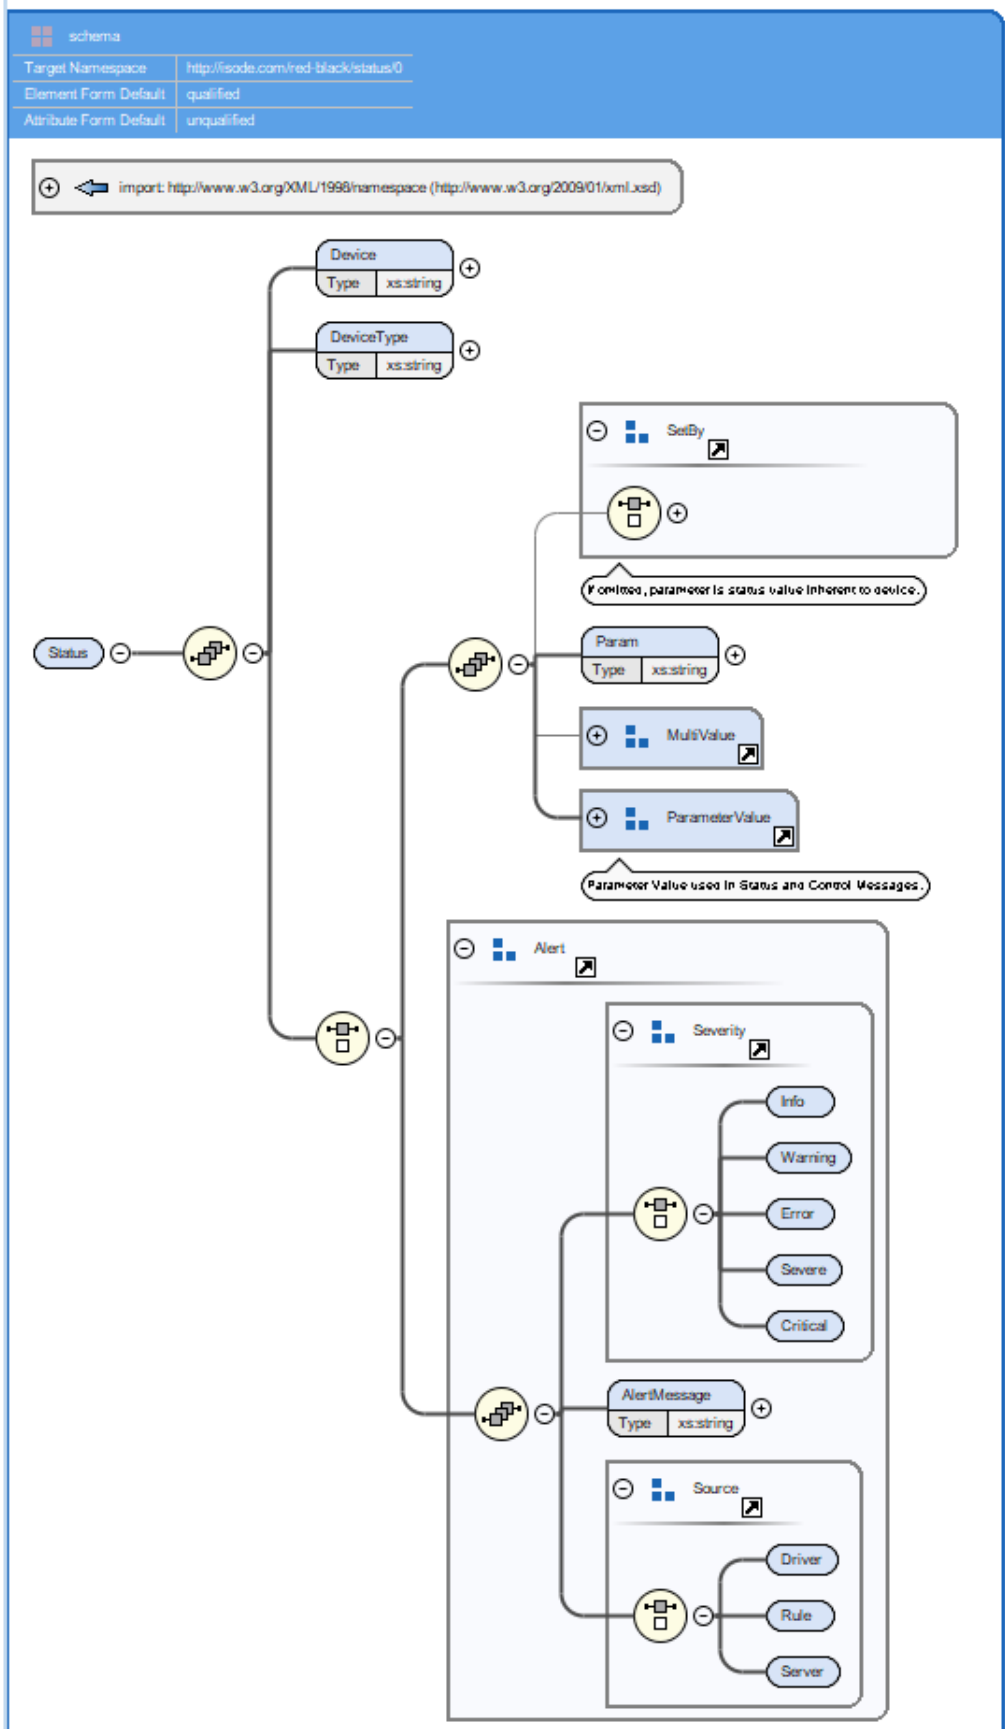 schema
Target Namespace http://isode.com/red-black/status/0
Element Form Default qualified
Attribute Form Default unqualified
import: http://www.w3.org/XML/1998/namespace (http://www.w3.org/2009/01/xml.xsd)
Device
Type xs:string
DeviceType
Type xs:string
SetBy
If omitted, parameter is status value inherent to device.
Status
Param
Type xs:string
MultiValue
ParameterValue
Parameter Value used in Status and Control Messages.
Alert
Severity
Info
Warning
Error
Severe
Critical
AlertMessage
Type xs:string
Source
Driver
Rule
Server